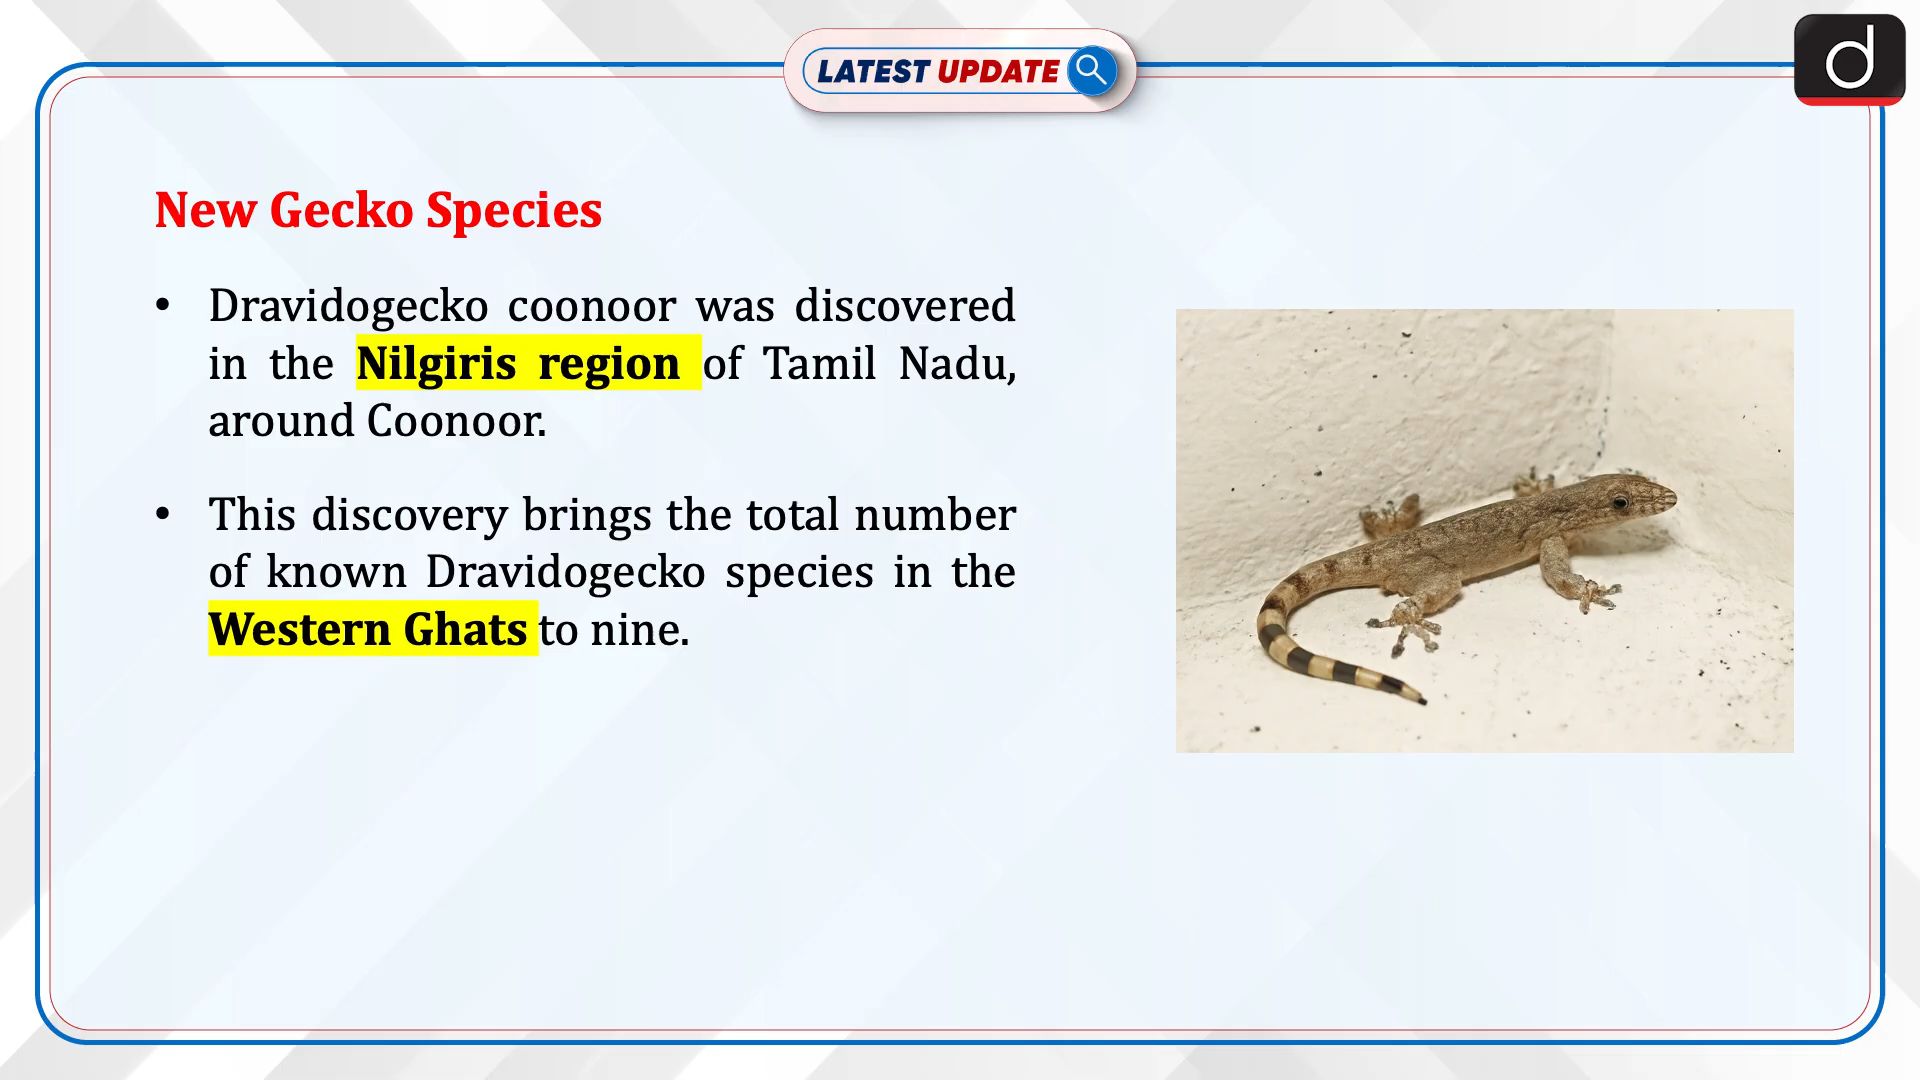 LATEST UPDATE
d
New Gecko Species
• Dravidogecko coonoor was discovered
in the Nilgiris region of Tamil Nadu,
around Coonoor.
• This discovery brings the total number
of known Dravidogecko species in the
Western Ghats to nine.